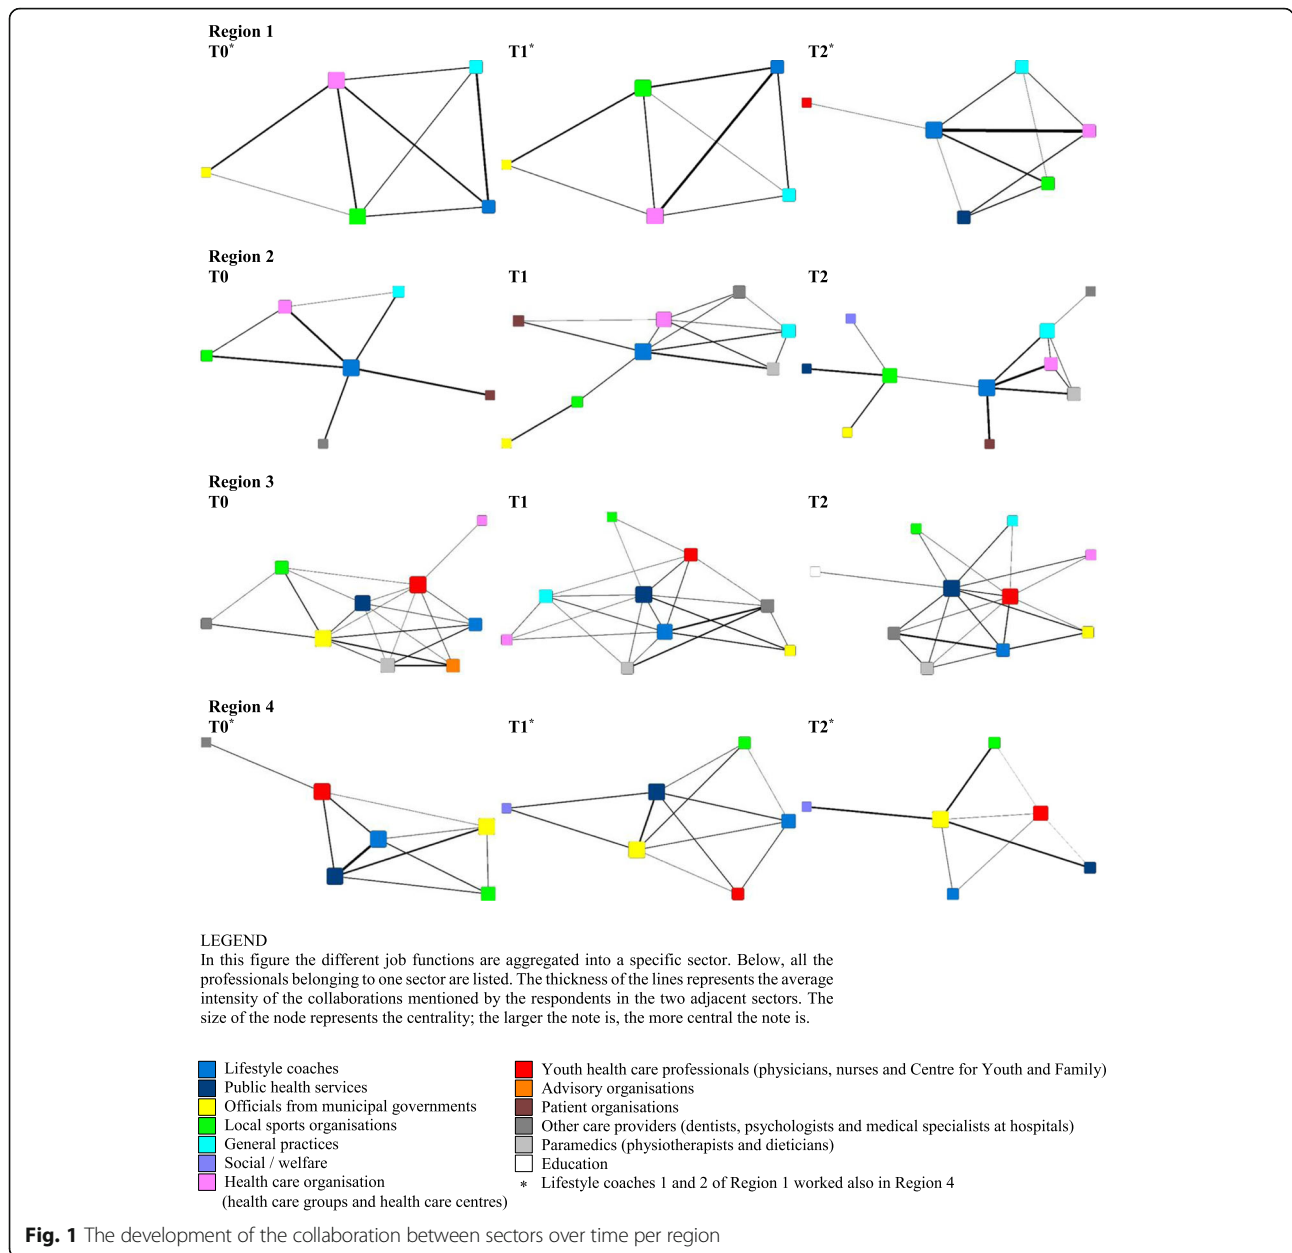 Region 1
T0*
T1*
T2*
Region 2
T0
T1
T2
Region 3
T0
T1
T2
Region 4
T0*
T1*
T2*
LEGEND
In this figure the different job functions are aggregated into a specific sector. Below, all the
professionals belonging to one sector are listed. The thickness of the lines represents the average
intensity of the collaborations mentioned by the respondents in the two adjacent sectors. The
size of the node represents the centrality; the larger the note is, the more central the note is.
Lifestyle coaches
Public health services
Officials from municipal governments
Local sports organisations
General practices
Social / welfare
Health care organisation
(health care groups and health care centres)
Youth health care professionals (physicians, nurses and Centre for Youth and Family)
Advisory organisations
Patient organisations
Other care providers (dentists, psychologists and medical specialists at hospitals)
Paramedics (physiotherapists and dieticians)
Education
* Lifestyle coaches 1 and 2 of Region 1 worked also in Region 4
Fig. 1 The development of the collaboration between sectors over time per region